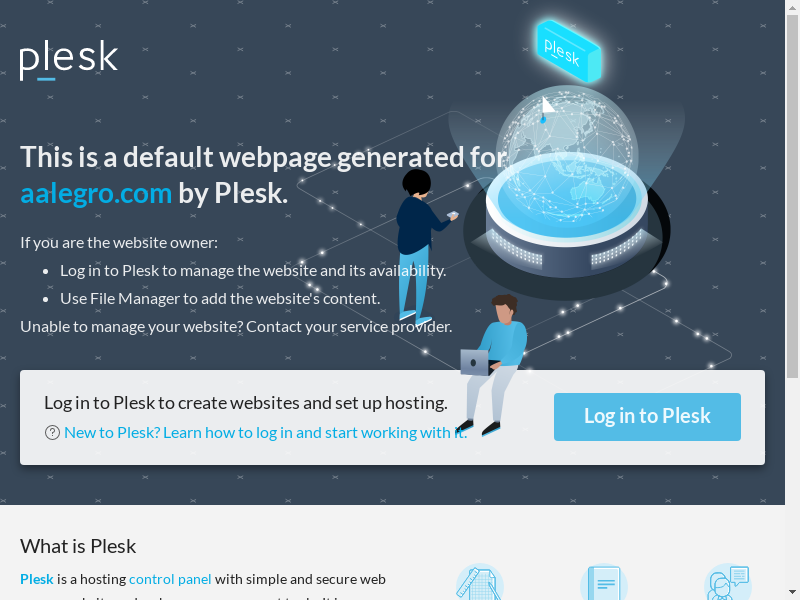 plesk
plesk
This is a default webpage generated for
aalegro.com by Plesk.
If you are the website owner:
• Log in to Plesk to manage the website and its availability.
• Use File Manager to add the website's content.
Unable to manage your website? Contact your service provider.
Log in to Plesk to create websites and set up hosting.
New to Plesk? Learn how to log in and start working with it.
Log in to Plesk
What is Plesk
Plesk is a hosting control panel with simple and secure web